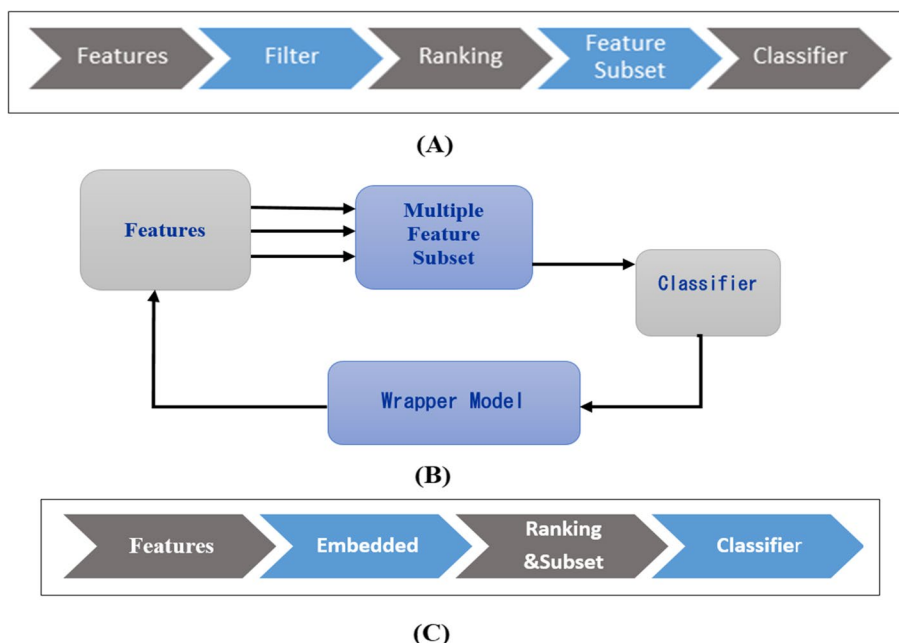 Features
Filter
Ranking
Feature
Subset
Classifier
(A)
Features
Multiple
Feature
Subset
Classifier
Wrapper Model
(B)
Features
Embedded
Ranking
&Subset
Classifier
(C)